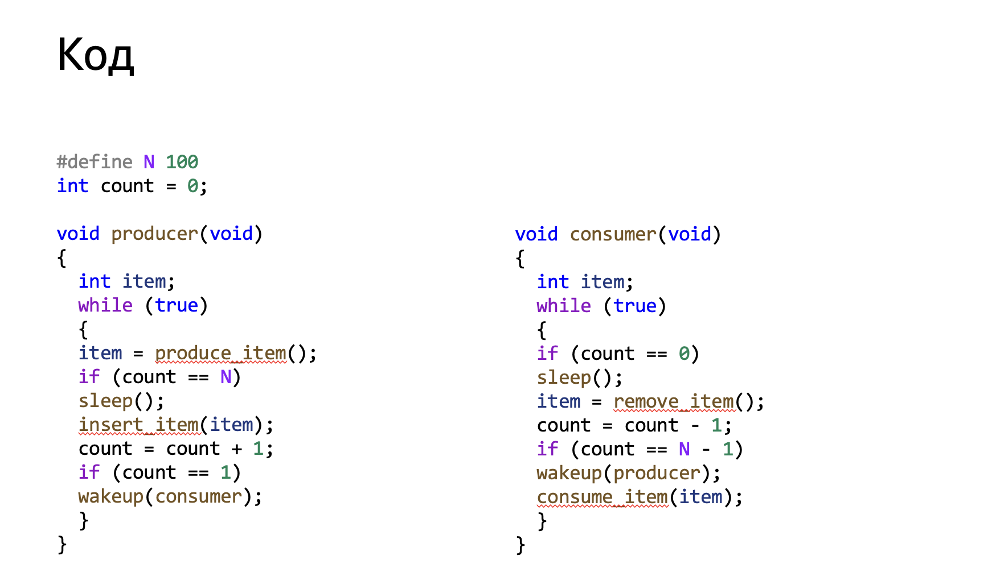 Код
#define N 100
int count = 0;
void producer(void)
{
int item;
while (true)
{
item = produce_item();
if (count == N)
sleep();
insert_item(item);
count = count + 1;
if (count == 1)
wakeup(consumer);
}
}
void consumer(void)
{
int item;
while (true)
{
if (count == 0)
sleep();
item = remove_item();
count = count - 1;
if (count == N - 1)
wakeup(producer);
consume_item(item);
}
}